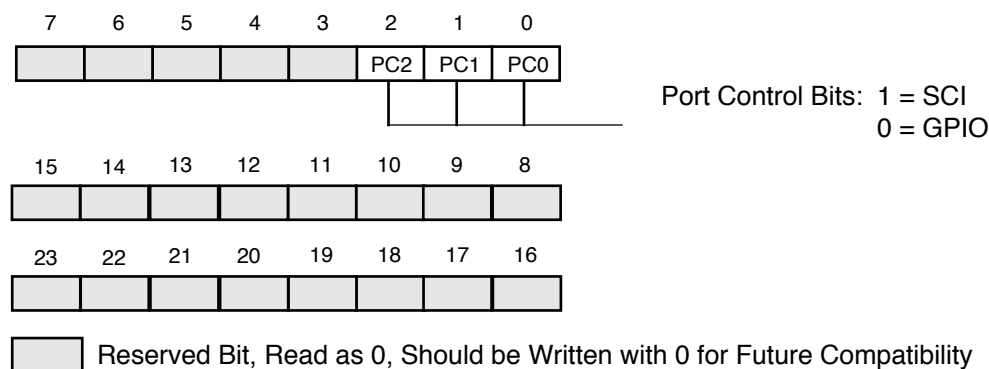 7 6 5 4 3 2 1 0
PC2 PC1 PC0
Port Control Bits: 1 = SCI
0 = GPIO
15 14 13 12 11 10 9 8
23 22 21 20 19 18 17 16
Reserved Bit, Read as 0, Should be Written with 0 for Future Compatibility